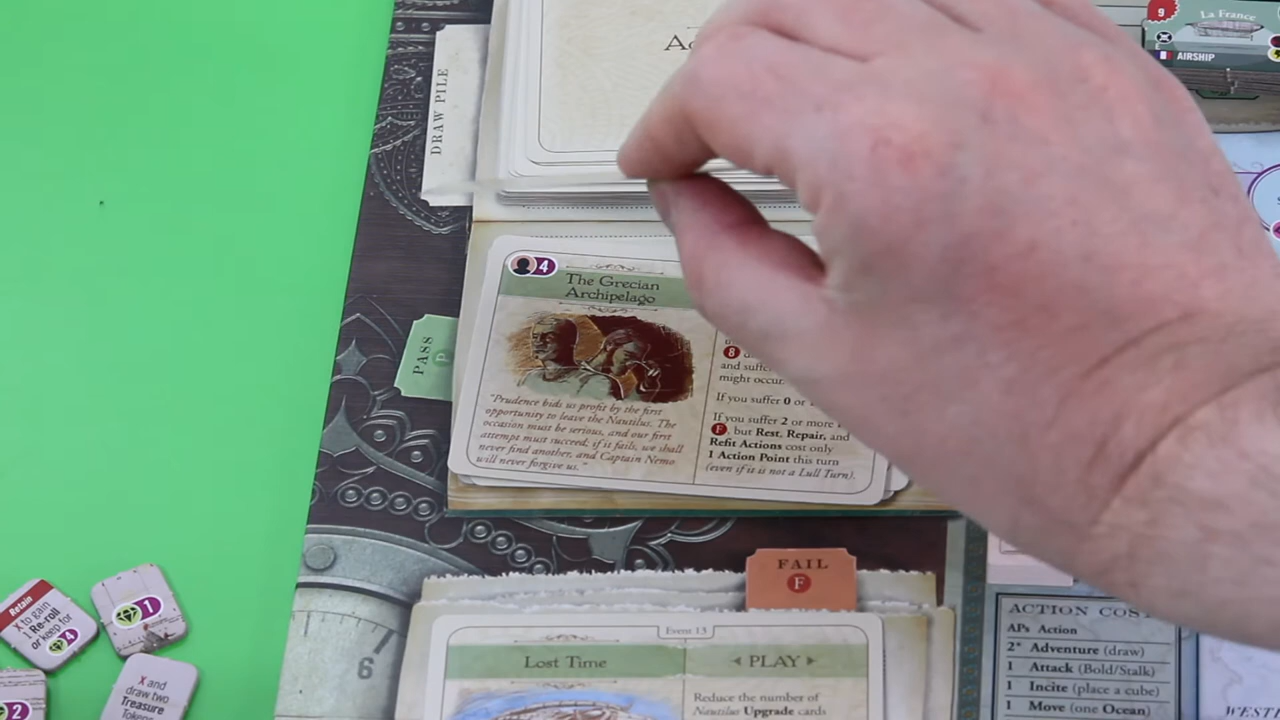 DRAW PILE
9
La France
AIRSHIP
4
The Grecian
Archipelago
8
and suffe
might occur.
If you suffer 0 or
If you suffer 2 or more
F, but Rest, Repair, and
Refit Actions cost only
1 Action Point this turn
(even if it is not a Lull Turn).
"Prudence bids us profit by the first
opportunity to leave the Nautilus. The
occasion must be serious, and our first
attempt must succeed; if it fails, we shall
never find another, and Captain Nemo
will never forgive us."
PASS
P
FAIL
F
Event 13
Lost Time
PLAY
Reduce the number of
Nautilus Upgrade cards
6
7
ACTION COS
APs Action
2* Adventure (draw)
1 Attack (Bold/Stalk)
1 Incite (place a cube)
1 Move (one Ocean)
WEST
Retain
X to gain
1 Re-roll
or keep for
4
1
2
X and
draw two
Treasure